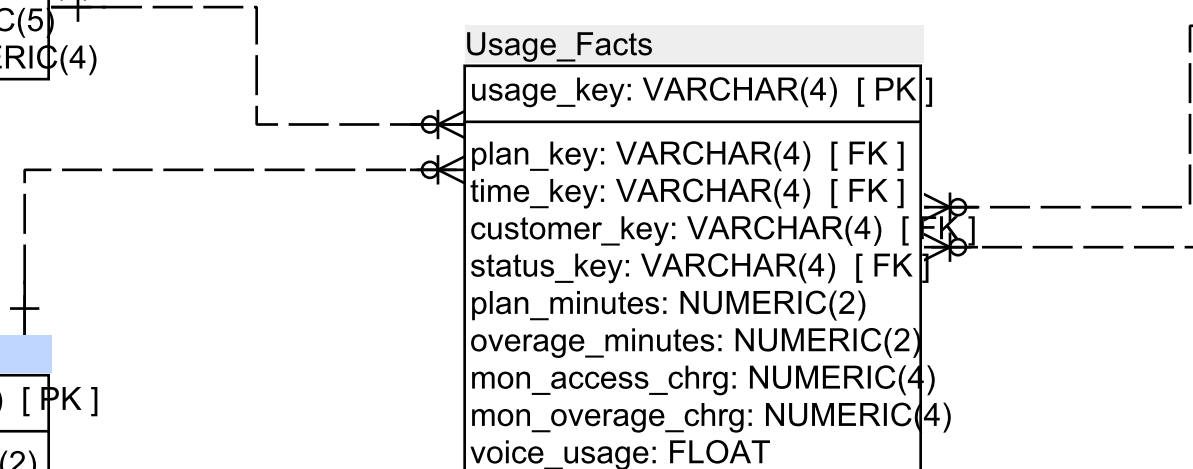 C(5)
ERIC(4)
Usage_Facts
usage_key: VARCHAR(4) [ PK ]
plan_key: VARCHAR(4) [ FK ]
time_key: VARCHAR(4) [ FK ]
customer_key: VARCHAR(4) [ FK ]
status_key: VARCHAR(4) [ FK ]
plan_minutes: NUMERIC(2)
overage_minutes: NUMERIC(2)
mon_access_chrg: NUMERIC(4)
) [ PK ]
mon_overage_chrg: NUMERIC(4)
voice_usage: FLOAT
(2)